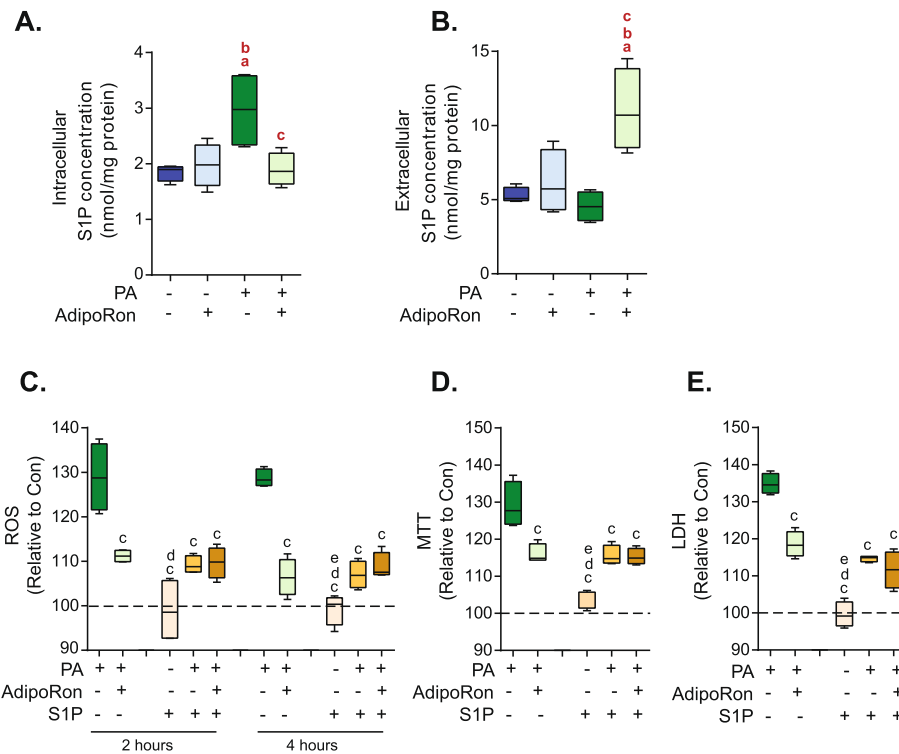 A.
Intracellular
S1P concentration
(nmol/mg protein)
4
3
2
1
0
b
a
c
PA - - + +
AdipoRon - + - +
B.
Extracellular
S1P concentration
(nmol/mg protein)
15
10
5
0
c
b
a
PA - - + +
AdipoRon - + - +
C.
ROS
(Relative to Con)
140
130
120
110
100
90
c
d
c
c
c
c
e
d
c
c
c
PA + + - + + + + - + +
AdipoRon - + - - + - + - - +
S1P - - + + + - - + + +
2 hours
4 hours
D.
MTT
(Relative to Con)
150
140
130
120
110
100
90
c
e
d
c
c
c
+ + - + +
- + - - +
- - + + +
E.
LDH
(Relative to Con)
150
140
130
120
110
100
90
c
e
d
c
c
c
PA + + - + +
AdipoRon - + - - +
S1P - - + + +